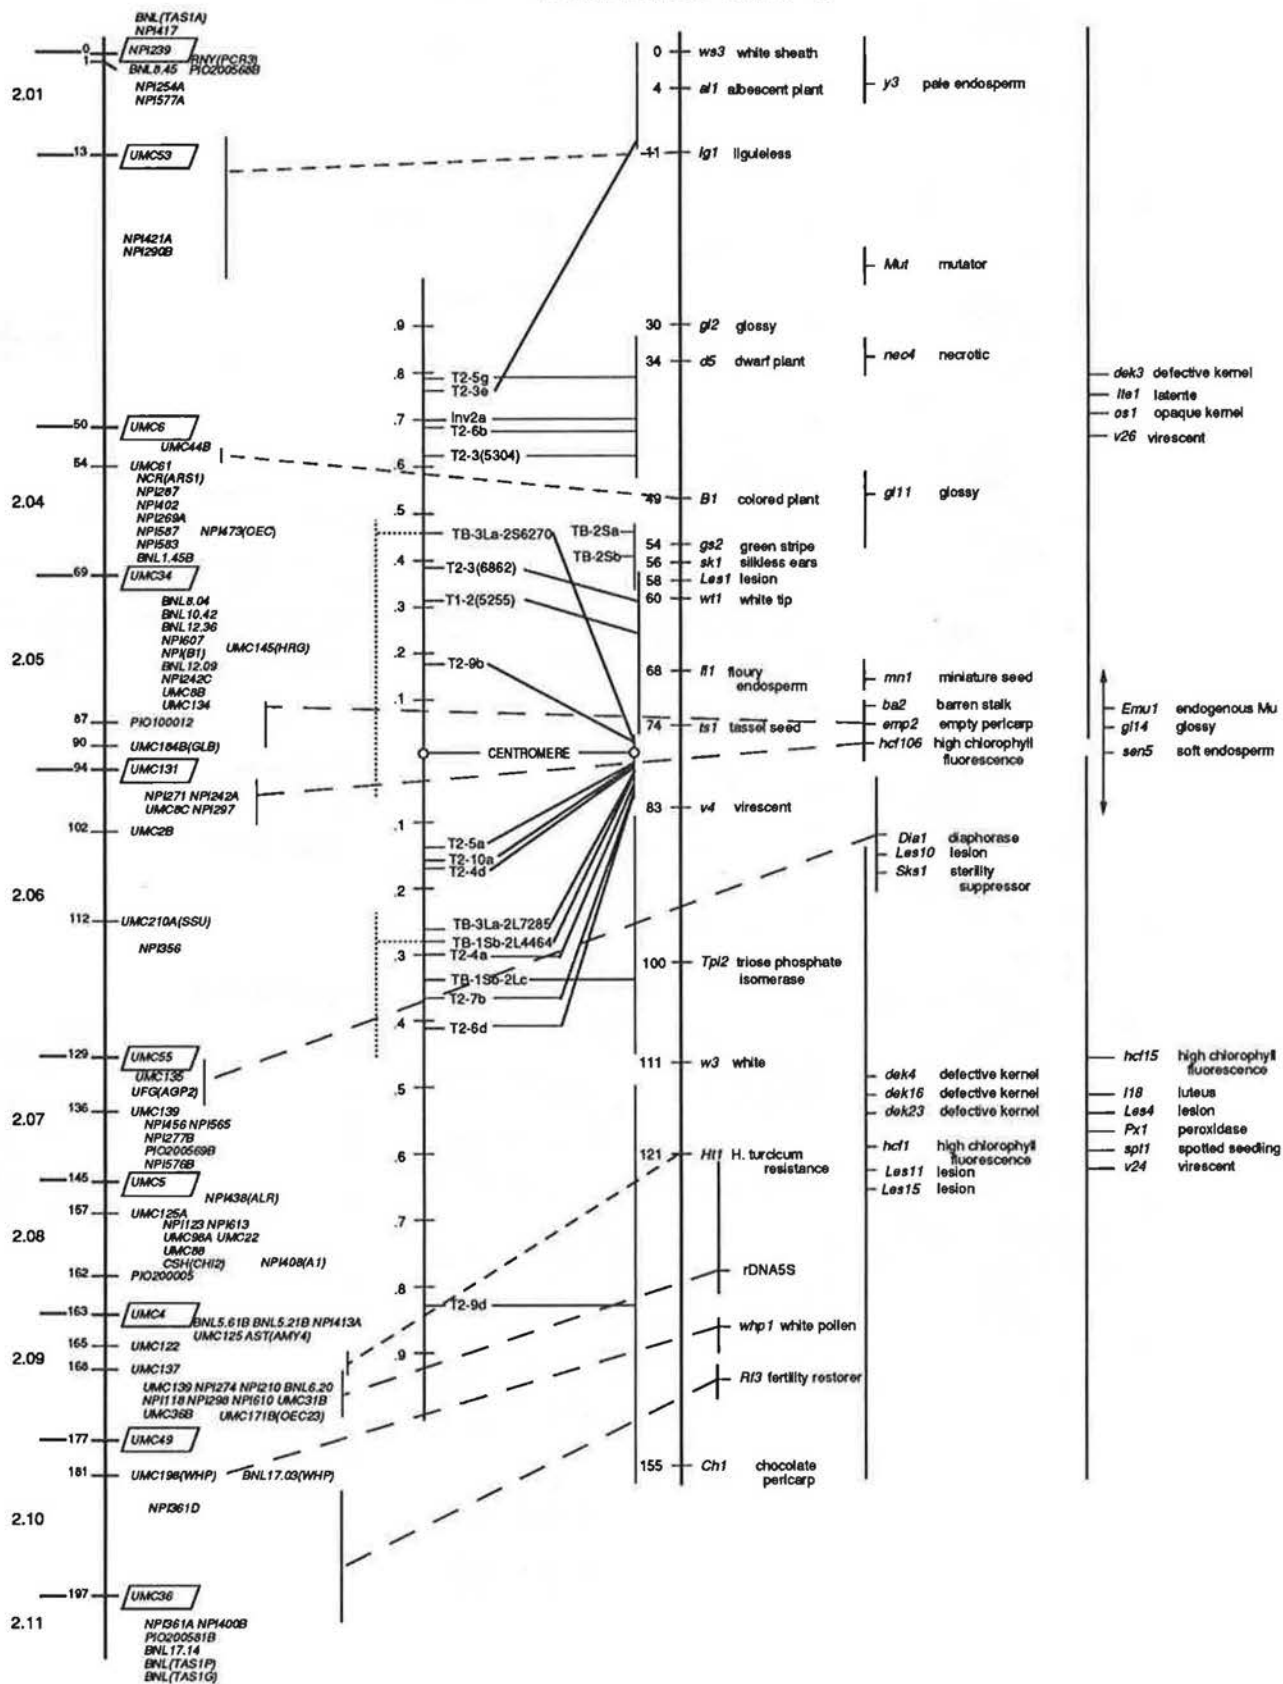 BNL(TAS1A)
NPI417
0 NPI239
RNY(PCR3)
1 BNL8.45 PIO200568B
2.01
NPI254A
NPI577A
13 UMC53
NPI421A
NPI290B
50 UMC6
UMC44B
54 UMC61
NCR(ARS1)
NPI287
2.04
NPI402
NPI269A
NPI587 NPI473(OEC)
NPI583
BNL1.45B
69 UMC34
BNL8.04
BNL10.42
BNL12.36
NPI607
UMC145(HRG)
NPI(B1)
2.05
BNL12.09
NPI242C
UMC8B
UMC134
87 PIO100012
90 UMC184B(GLB)
94 UMC131
NPI271 NPI242A
UMC8C NPI297
102 UMC2B
2.06
112 UMC210A(SSU)
NPI356
129 UMC55
UMC135
UFG(AGP2)
136 UMC139
2.07
NPI456 NPI565
NPI277B
PIO200569B
NPI576B
145 UMC5
NPI438(ALR)
157 UMC125A
NPI123 NPI613
2.08
UMC98A UMC22
UMC88
CSH(CHI2) NPI408(A1)
162 PIO200005
163 UMC4
BNL5.61B BNL5.21B NPI413A
UMC125 AST(AMY4)
165 UMC122
2.09
168 UMC137
UMC139 NPI274 NPI210 BNL6.20
NPI118 NPI298 NPI610 UMC31B
UMC36B UMC171B(OEC23)
177 UMC49
181 UMC198(WHP) BNL17.03(WHP)
NPI361D
2.10
197 UMC36
2.11
NPI361A NPI400B
PIO200581B
BNL17.14
BNL(TAS1P)
BNL(TAS1G)
.9
.8
T2-5g
T2-3e
.7
Inv2a
T2-6b
T2-3(5304)
.6
.5
TB-3La-2S6270
TB-2Sa
TB-2Sb
.4
T2-3(6862)
.3
T1-2(5255)
.2
T2-9b
.1
CENTROMERE
.1
T2-5a
T2-10a
T2-4d
.2
TB-3La-2L7285
TB-1Sb-2L4464
.3
T2-4a
TB-1Sb-2Lc
T2-7b
.4
T2-6d
.5
.6
.7
.8
T2-9d
.9
0 ws3 white sheath
4 al1 albescent plant
11 lg1 liguleless
30 gl2 glossy
34 d5 dwarf plant
49 B1 colored plant
54 gs2 green stripe
56 sk1 silkless ears
58 Les1 lesion
60 wt1 white tip
68 fl1 floury
endosperm
74 ts1 tassel seed
83 v4 virescent
100 Tpi2 triose phosphate
isomerase
111 w3 white
121 Ht1 H. turcicum
resistance
rDNA5S
whp1 white pollen
Rf3 fertility restorer
155 Ch1 chocolate
pericarp
y3 pale endosperm
Mut mutator
nec4 necrotic
gl11 glossy
mn1 miniature seed
ba2 barren stalk
emp2 empty pericarp
hcf106 high chlorophyll
fluorescence
Dia1 diaphorase
Les10 lesion
Sks1 sterility
suppressor
dek4 defective kernel
dek16 defective kernel
dek23 defective kernel
hcf1 high chlorophyll
fluorescence
Les11 lesion
Les15 lesion
dek3 defective kernel
lte1 latente
os1 opaque kernel
v26 virescent
Emu1 endogenous Mu
gl14 glossy
sen5 soft endosperm
hcf15 high chlorophyll
fluorescence
l18 luteus
Les4 lesion
Px1 peroxidase
spt1 spotted seedling
v24 virescent